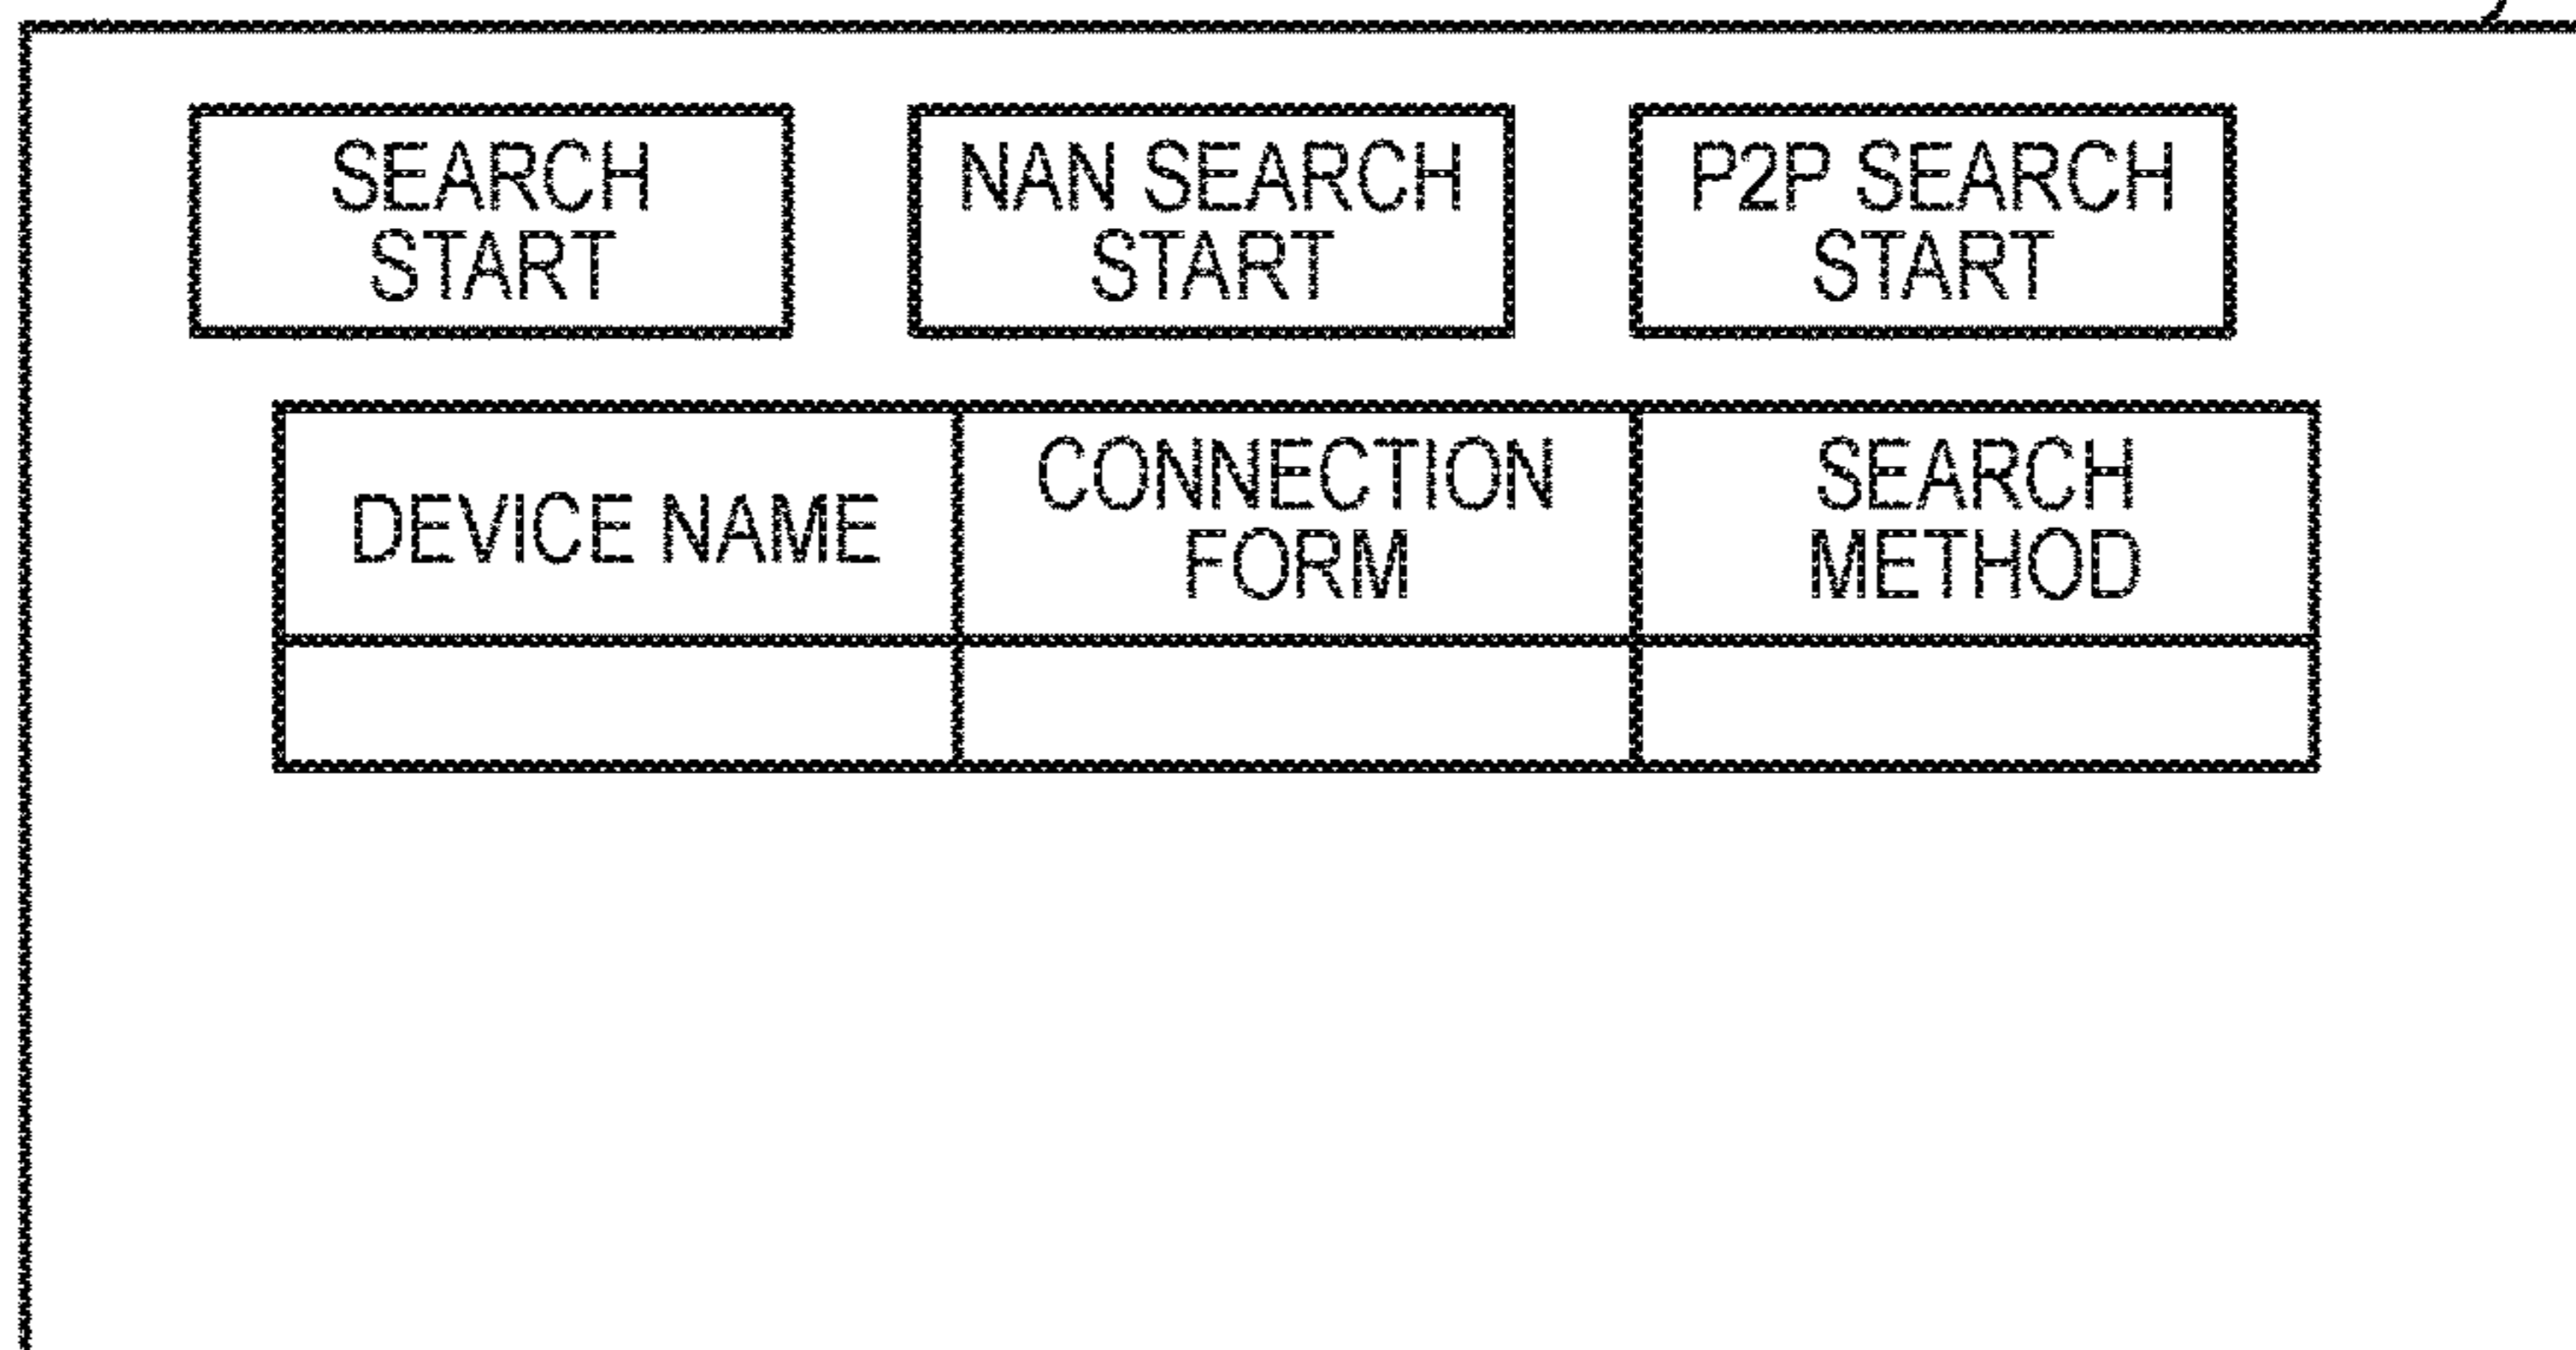 SEARCH
START
NAN SEARCH
START
P2P SEARCH
START
DEVICE NAME
CONNECTION
FORM
SEARCH
METHOD